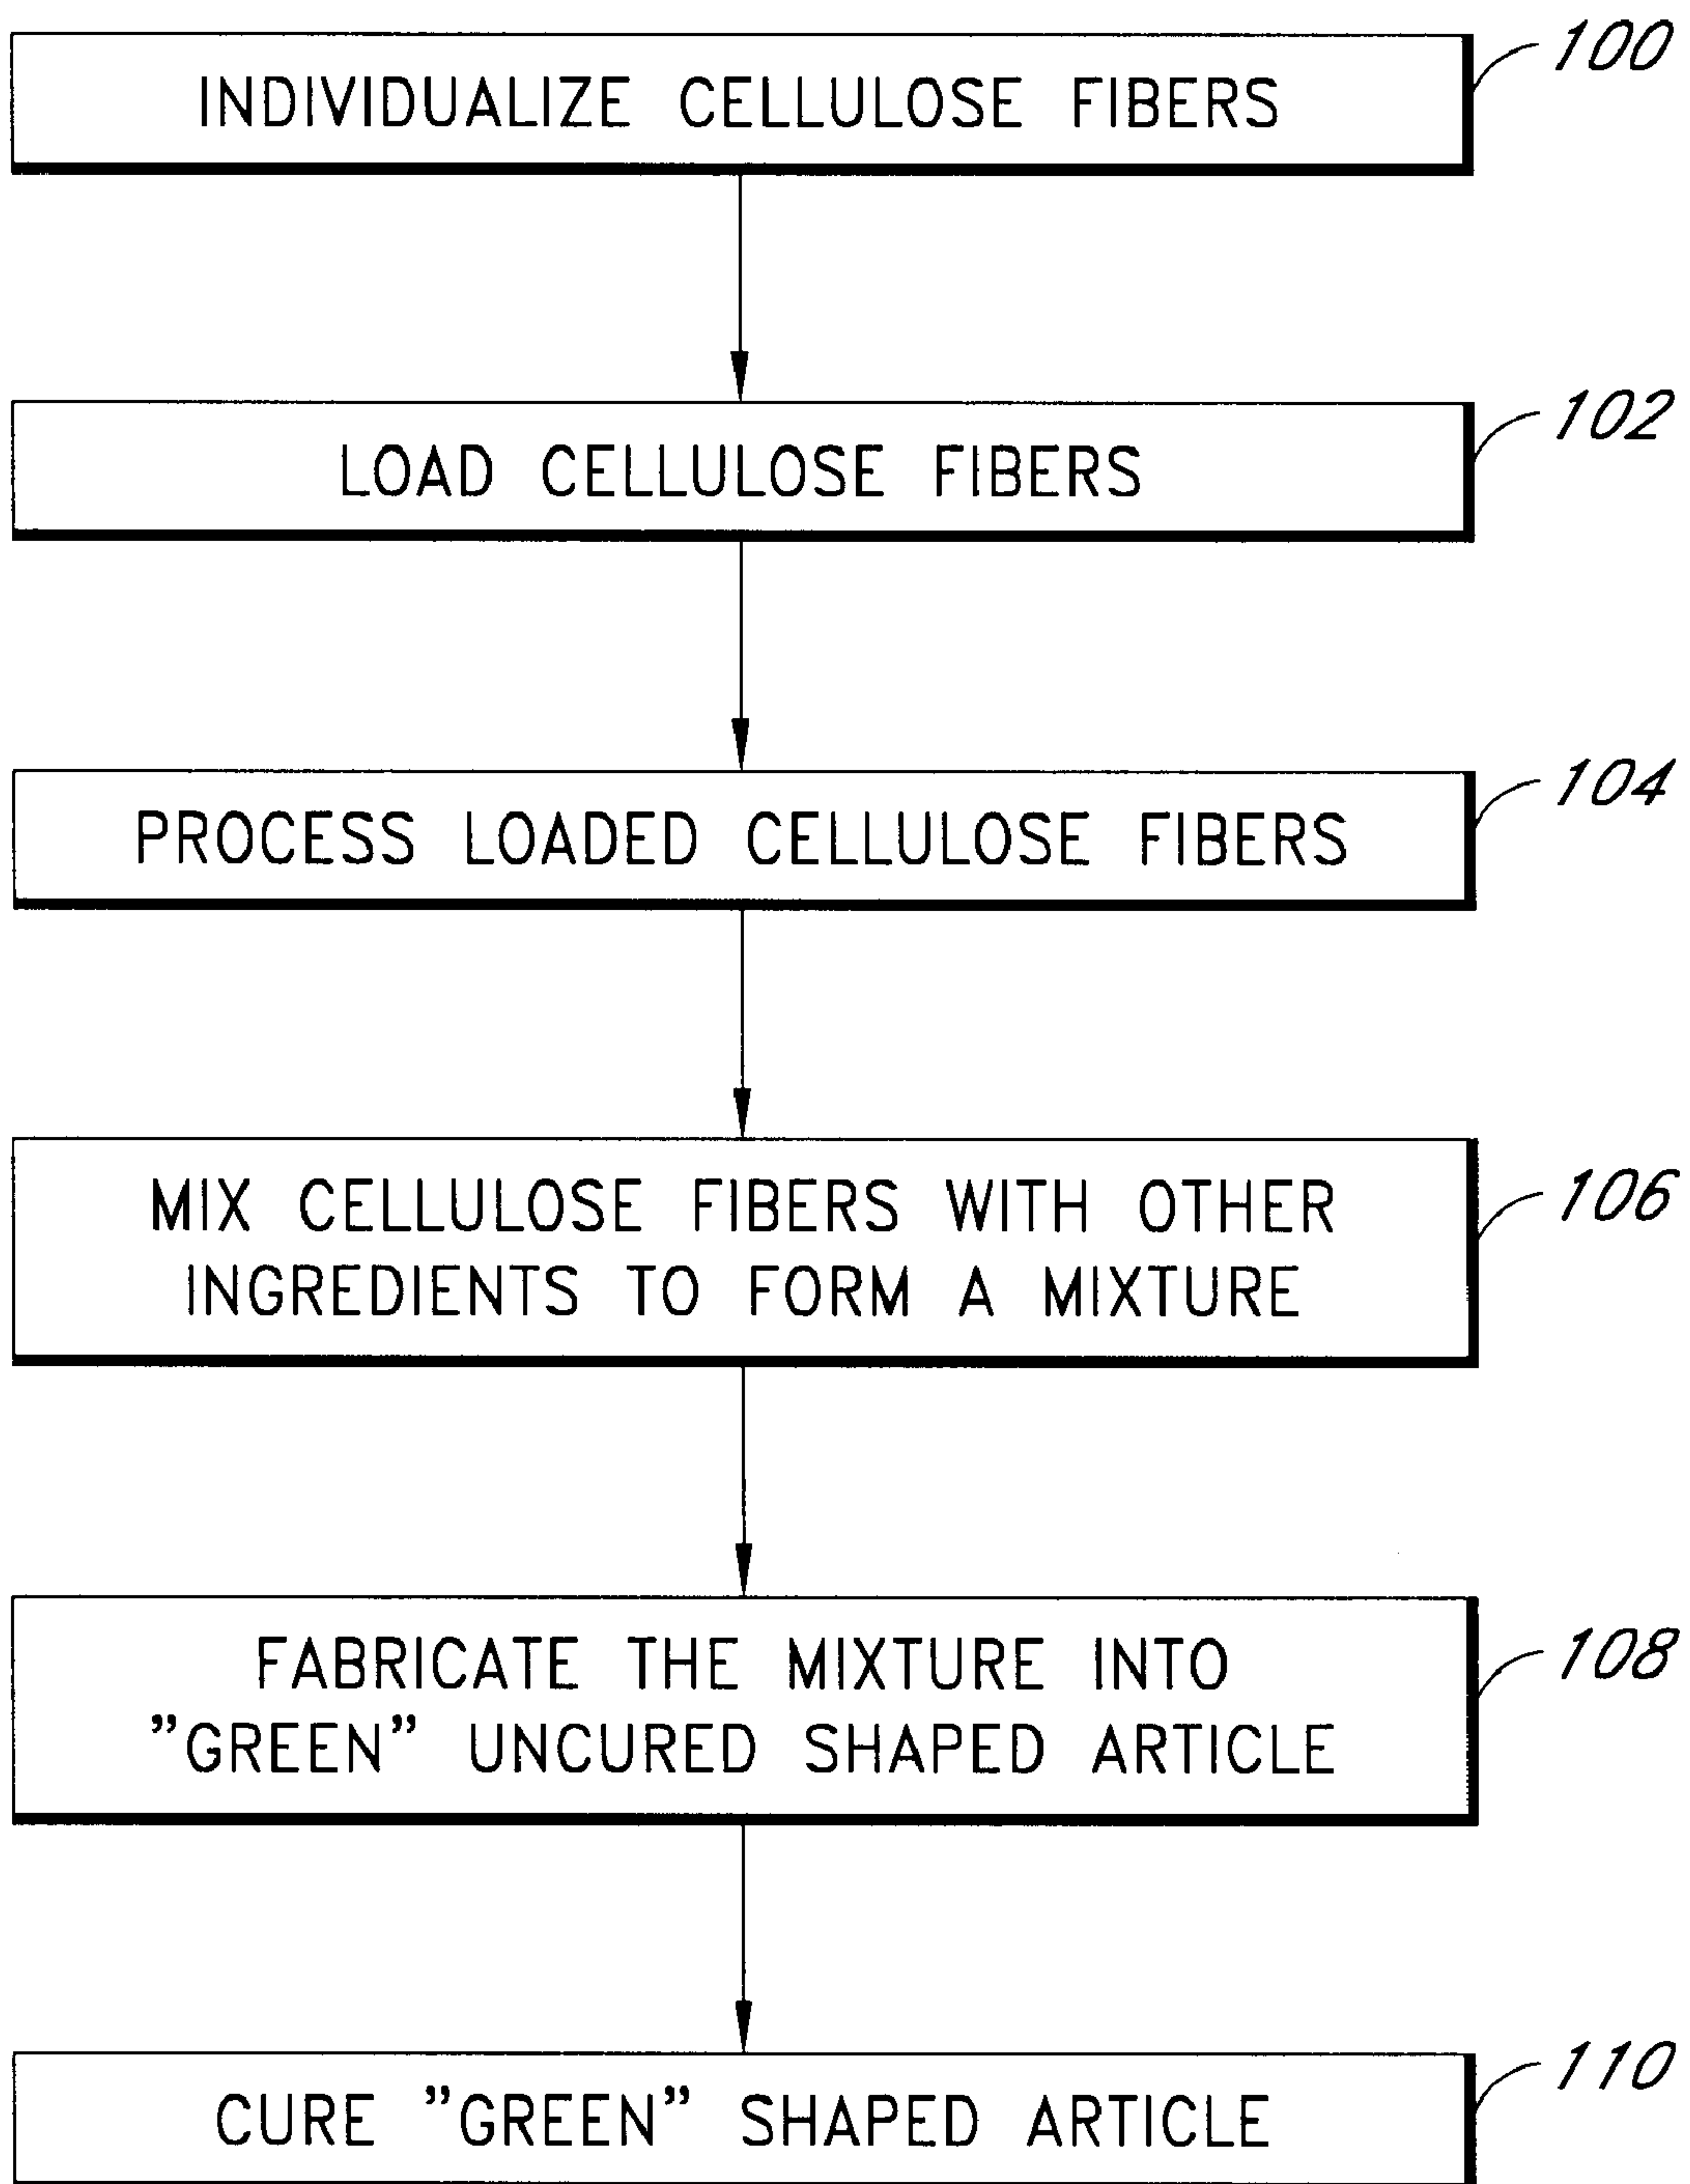 100
INDIVIDUALIZE CELLULOSE FIBERS
102
LOAD CELLULOSE FIBERS
104
PROCESS LOADED CELLULOSE FIBERS
106
MIX CELLULOSE FIBERS WITH OTHER
INGREDIENTS TO FORM A MIXTURE
108
FABRICATE THE MIXTURE INTO
”GREEN” UNCURED SHAPED ARTICLE
110
CURE ”GREEN” SHAPED ARTICLE